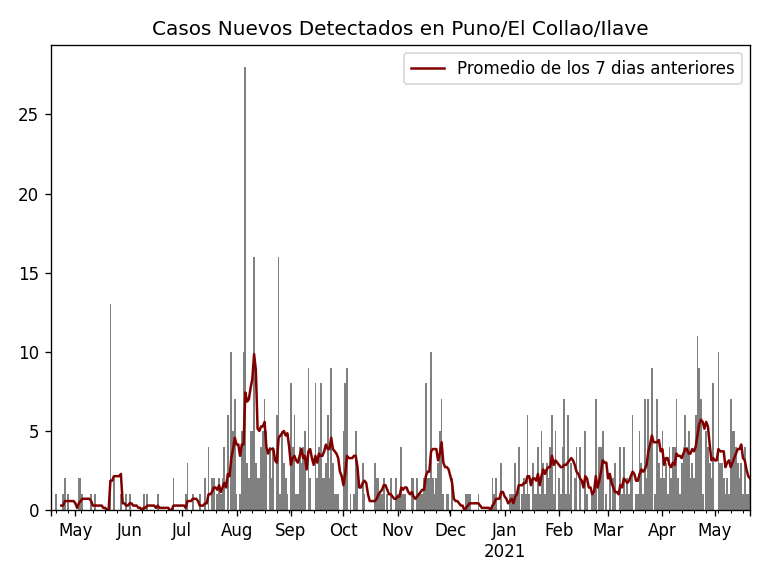 Casos Nuevos Detectados en Puno/El Collao/Ilave
Promedio de los 7 dias anteriores
25
20
15
10
5
0
May Jun Jul Aug Sep Oct Nov Dec Jan Feb Mar Apr May
2021